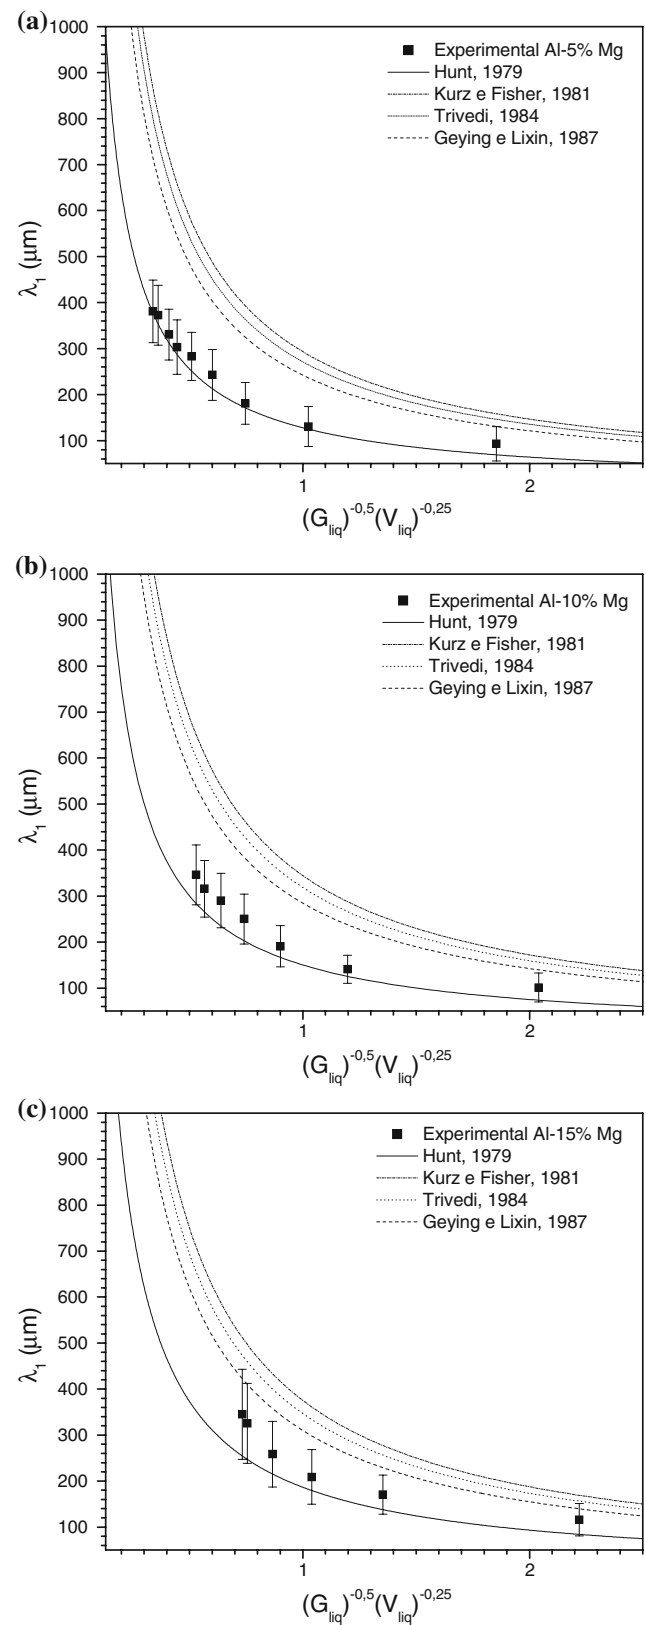 (a)
1000
900
800
700
600
500
400
300
200
100
λ1 (μm)
Experimental Al-5% Mg
Hunt, 1979
Kurz e Fisher, 1981
Trivedi, 1984
Geying e Lixin, 1987
1 2
(Gliq)-0,5(Vliq)-0,25
(b)
1000
900
800
700
600
500
400
300
200
100
λ1 (μm)
Experimental Al-10% Mg
Hunt, 1979
Kurz e Fisher, 1981
Trivedi, 1984
Geying e Lixin, 1987
1 2
(Gliq)-0,5(Vliq)-0,25
(c)
1000
900
800
700
600
500
400
300
200
100
λ1 (μm)
Experimental Al-15% Mg
Hunt, 1979
Kurz e Fisher, 1981
Trivedi, 1984
Geying e Lixin, 1987
1 2
(Gliq)-0,5(Vliq)-0,25